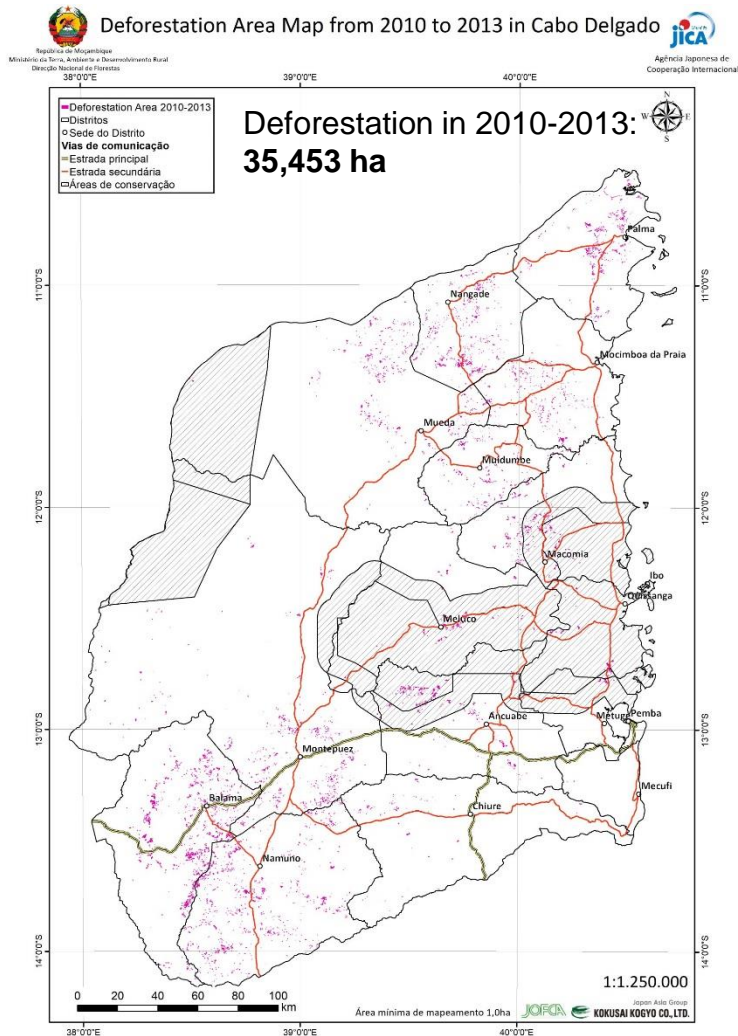 Deforestation Area Map from 2010 to 2013 in Cabo Delgado
República de Moçambique
Ministério da Terra, Ambiente e Desenvolvimento Rural
Direcção Nacional de Florestas
JICA
Agência Japonesa de
Cooperação Internacional
38°0'0"E 39°0'0"E 40°0'0"E
Deforestation Area 2010-2013
Distritos
Sede do Distrito
Vias de comunicação
Estrada principal
Estrada secundária
Áreas de conservação
Deforestation in 2010-2013:
35,453 ha
N
W E
S
Palma
11°0'0"S 11°0'0"S
Nangade
Mocimboa da Praia
Mueda
Muidumbe
12°0'0"S 12°0'0"S
Macomia
Ibo
Quissanga
Meluco
Ancuabe
Metuge
Pemba
13°0'0"S 13°0'0"S
Montepuez
Mecufi
Balama
Chiure
Namuno
14°0'0"S 14°0'0"S
1:1.250.000
0 20 40 60 80 100
km
Área mínima de mapeamento 1,0ha
JOFCA
Japan Asia Group
KOKUSAI KOGYO CO., LTD.
38°0'0"E 39°0'0"E 40°0'0"E